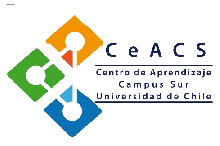 CeACS
Centro de Aprendizaje
Campus Sur
Universidad de Chile